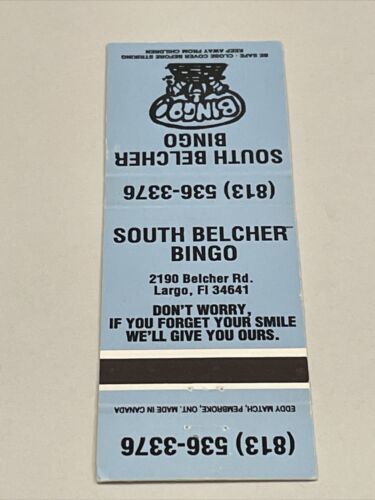 BE SAFE - CLOSE COVER BEFORE STRIKING
KEEP AWAY FROM CHILDREN
BINGO
SOUTH BELCHER
BINGO
(813) 536-3376
SOUTH BELCHER
BINGO
2190 Belcher Rd.
Largo, Fl 34641
DON'T WORRY,
IF YOU FORGET YOUR SMILE
WE'LL GIVE YOU OURS.
EDDY MATCH, PEMBROKE, ONT. MADE IN CANADA
(813) 536-3376